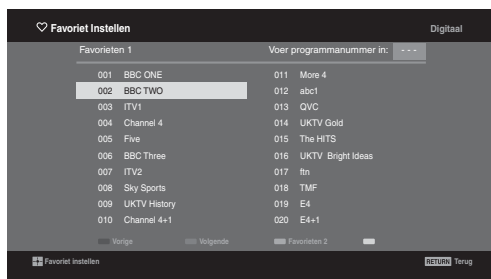 Favoriet Instellen Digitaal
Favorieten 1 Voer programmanummer in: - - -
001 BBC ONE 011 More 4
002 BBC TWO 012 abc1
003 ITV1 013 QVC
004 Channel 4 014 UKTV Gold
005 Five 015 The HITS
006 BBC Three 016 UKTV Bright Ideas
007 ITV2 017 ftn
008 Sky Sports 018 TMF
009 UKTV History 019 E4
010 Channel 4+1 020 E4+1
Vorige Volgende Favorieten 2
Favoriet instellen RETURN Terug